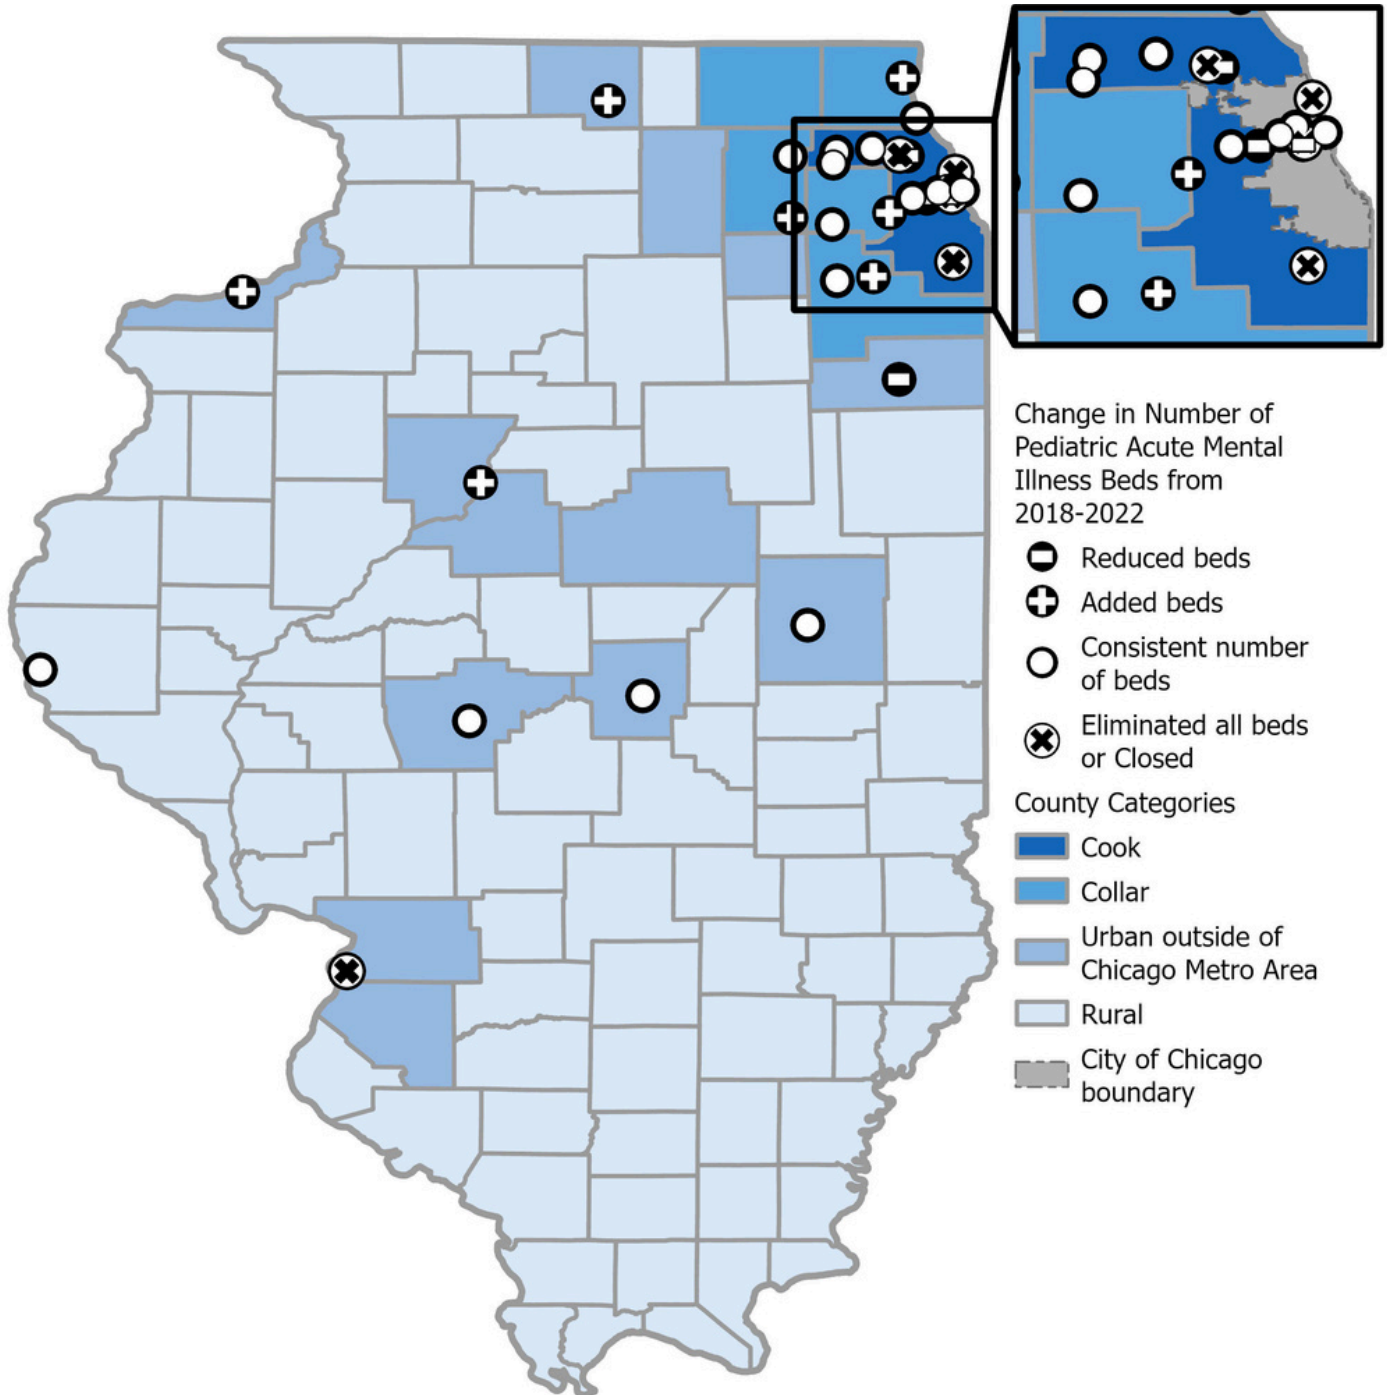 Change in Number of
Pediatric Acute Mental
Illness Beds from
2018-2022
Reduced beds
Added beds
Consistent number
of beds
Eliminated all beds
or Closed
County Categories
Cook
Collar
Urban outside of
Chicago Metro Area
Rural
City of Chicago
boundary